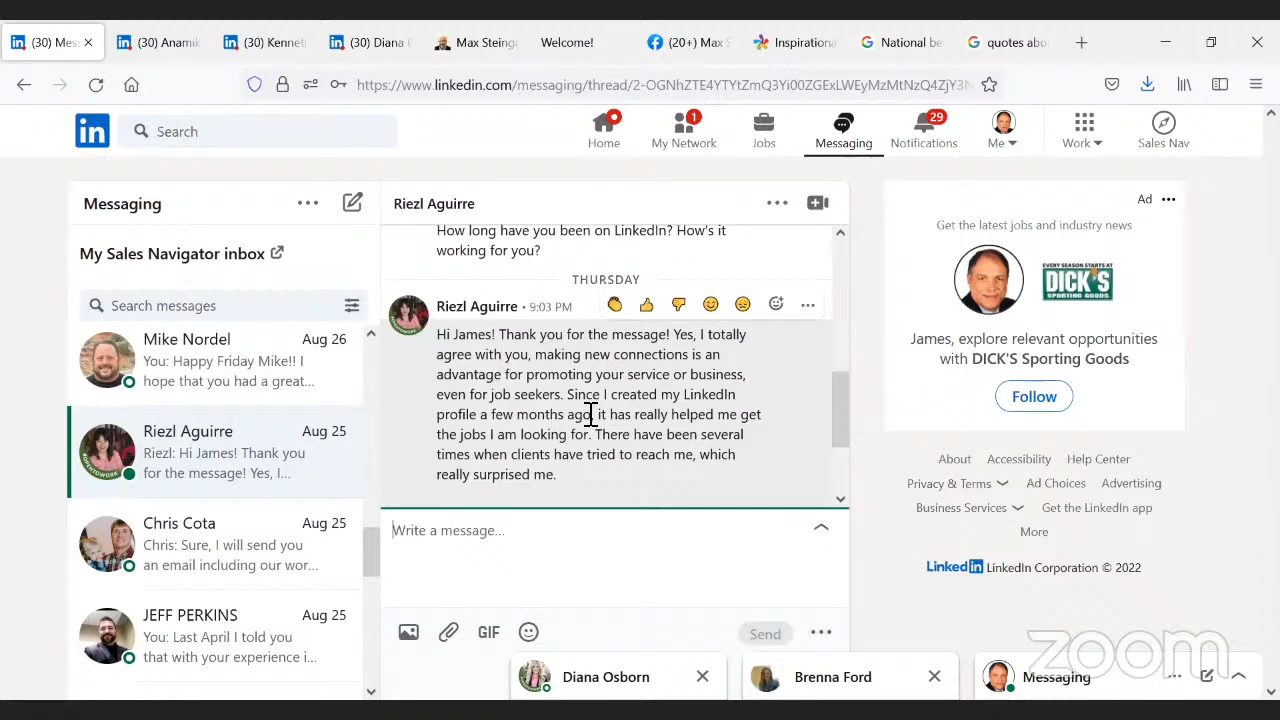 (30) Mes
(30) Anamik
(30) Kennet
(30) Diana O
Max Steinga
Welcome!
(20+) Max S
Inspirationa
National be
quotes abo
https://www.linkedin.com/messaging/thread/2-OGNhZTE4YTYtZmQ3Yi00ZGExLWEyMzMtNzQ4ZjY3N
in
Search
Home
1
My Network
Jobs
Messaging
29
Notifications
Me
Work
Sales Nav
Messaging
My Sales Navigator inbox
Search messages
Mike Nordel Aug 26
You: Happy Friday Mike!! I
hope that you had a great...
#OPENTOWORK
Riezl Aguirre Aug 25
Riezl: Hi James! Thank you
for the message! Yes, I...
Chris Cota Aug 25
Chris: Sure, I will send you
an email including our wor...
JEFF PERKINS Aug 25
You: Last April I told you
that with your experience i...
Riezl Aguirre
How long have you been on LinkedIn? How's it
working for you?
THURSDAY
Riezl Aguirre • 9:03 PM
Hi James! Thank you for the message! Yes, I totally
agree with you, making new connections is an
advantage for promoting your service or business,
even for job seekers. Since I created my LinkedIn
profile a few months ago, it has really helped me get
the jobs I am looking for. There have been several
times when clients have tried to reach me, which
really surprised me.
Write a message...
GIF
Send
Ad
Get the latest jobs and industry news
EVERY SEASON STARTS AT
DICK'S
SPORTING GOODS
James, explore relevant opportunities
with DICK'S Sporting Goods
Follow
About Accessibility Help Center
Privacy & Terms Ad Choices Advertising
Business Services Get the LinkedIn app
More
LinkedIn LinkedIn Corporation © 2022
Diana Osborn
Brenna Ford
Messaging
zoom